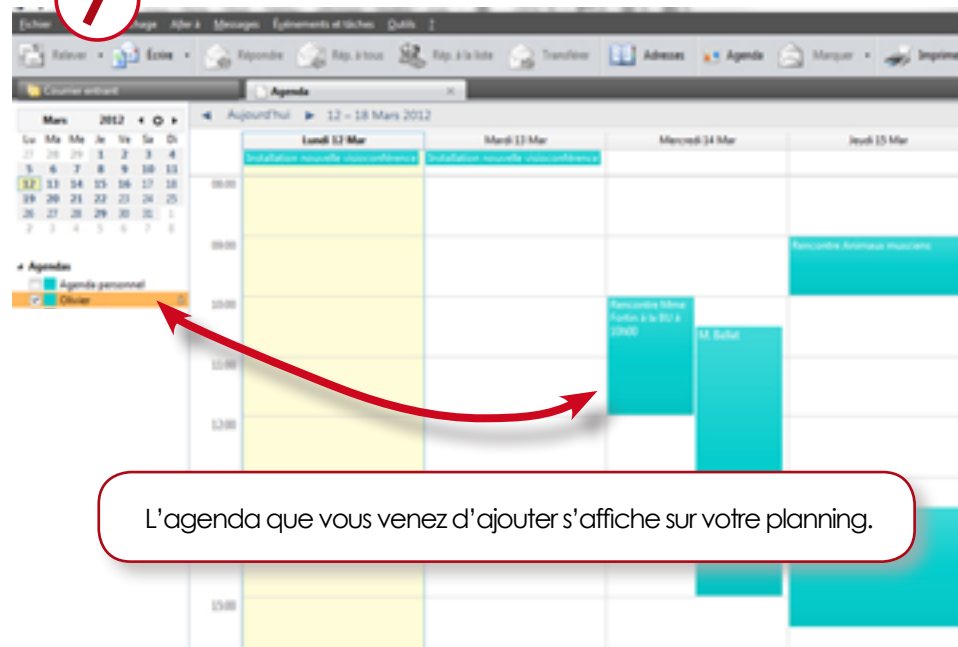 7
Fichier chage Aller à Messages Événements et tâches Outils ?
Relever Écrire Répondre Rép. à tous Rép. à la liste Transférer Adresses Agenda Marquer Imprime
Courrier entrant Agenda ×
Mars 2012
Aujourd'hui 12 – 18 Mars 2012
Lu Ma Me Je Ve Sa Di
27 28 29 1 2 3 4
5 6 7 8 9 10 11
12 13 14 15 16 17 18
19 20 21 22 23 24 25
26 27 28 29 30 31 1
2 3 4 5 6 7 8
Agendas
Agenda personnel
Olivier
Lundi 12 Mar Mardi 13 Mar Mercredi 14 Mar Jeudi 15 Mar
Installation nouvelle visioconférence Installation nouvelle visioconférence
08:00
09:00
Rencontre Animaux musciens
10:00
Rencontre Mme
Fortin à la BU à
10h00
M. Bellet
11:00
12:00
L'agenda que vous venez d'ajouter s'affiche sur votre planning.
15:00